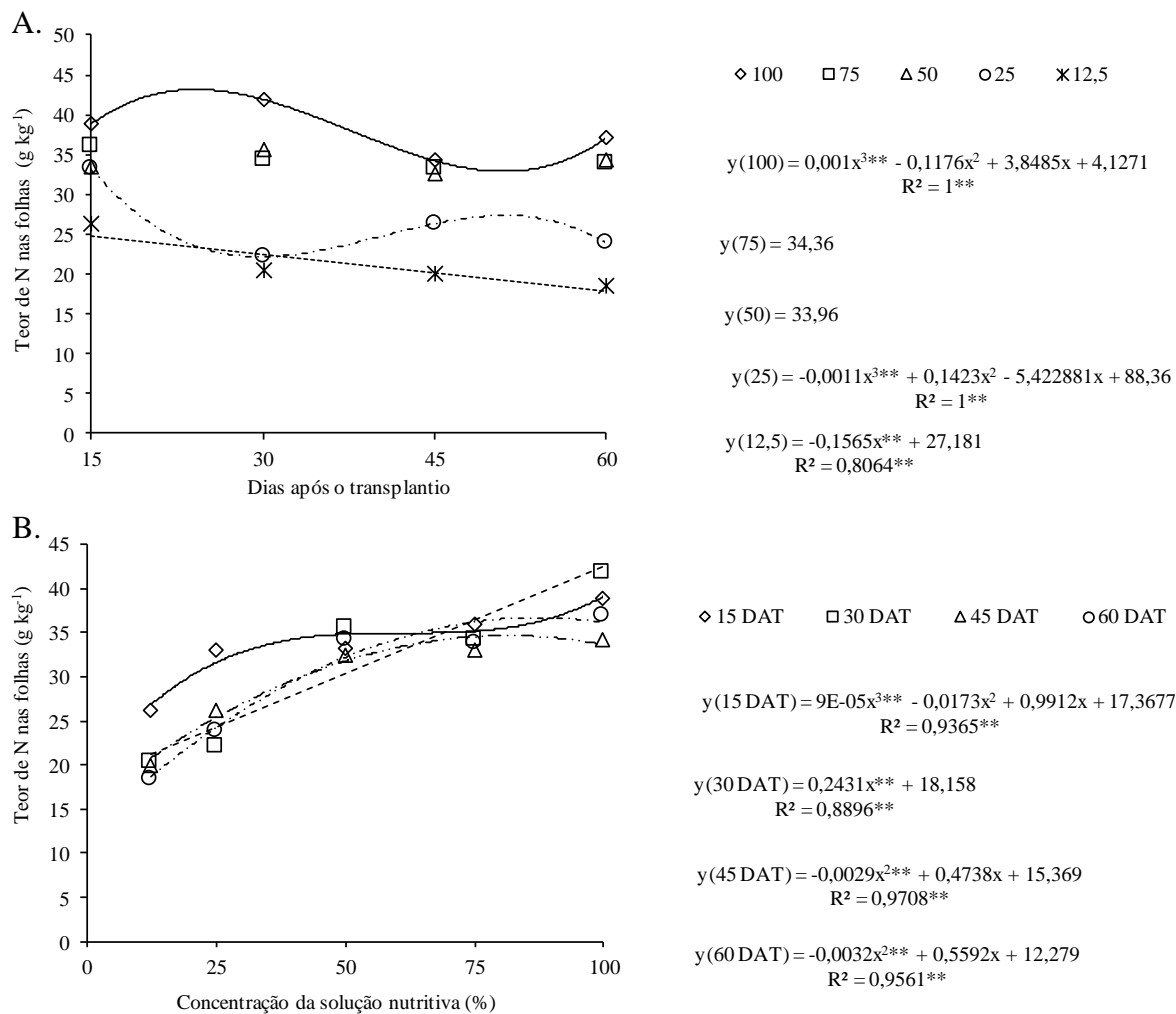 A.
50
45
40
35
30
25
20
15
10
5
0
15 30 45 60
Teor de N nas folhas (g kg⁻¹)
Dias após o transplantio
100 75 50 25 12,5
y(100) = 0,001x³** - 0,1176x² + 3,8485x + 4,1271
R² = 1**
y(75) = 34,36
y(50) = 33,96
y(25) = -0,0011x³** + 0,1423x² - 5,422881x + 88,36
R² = 1**
y(12,5) = -0,1565x** + 27,181
R² = 0,8064**
B.
45
40
35
30
25
20
15
10
5
0
0 25 50 75 100
Teor de N nas folhas (g kg⁻¹)
Concentração da solução nutritiva (%)
15 DAT 30 DAT 45 DAT 60 DAT
y(15 DAT) = 9E-05x³** - 0,0173x² + 0,9912x + 17,3677
R² = 0,9365**
y(30 DAT) = 0,2431x** + 18,158
R² = 0,8896**
y(45 DAT) = -0,0029x²** + 0,4738x + 15,369
R² = 0,9708**
y(60 DAT) = -0,0032x²** + 0,5592x + 12,279
R² = 0,9561**